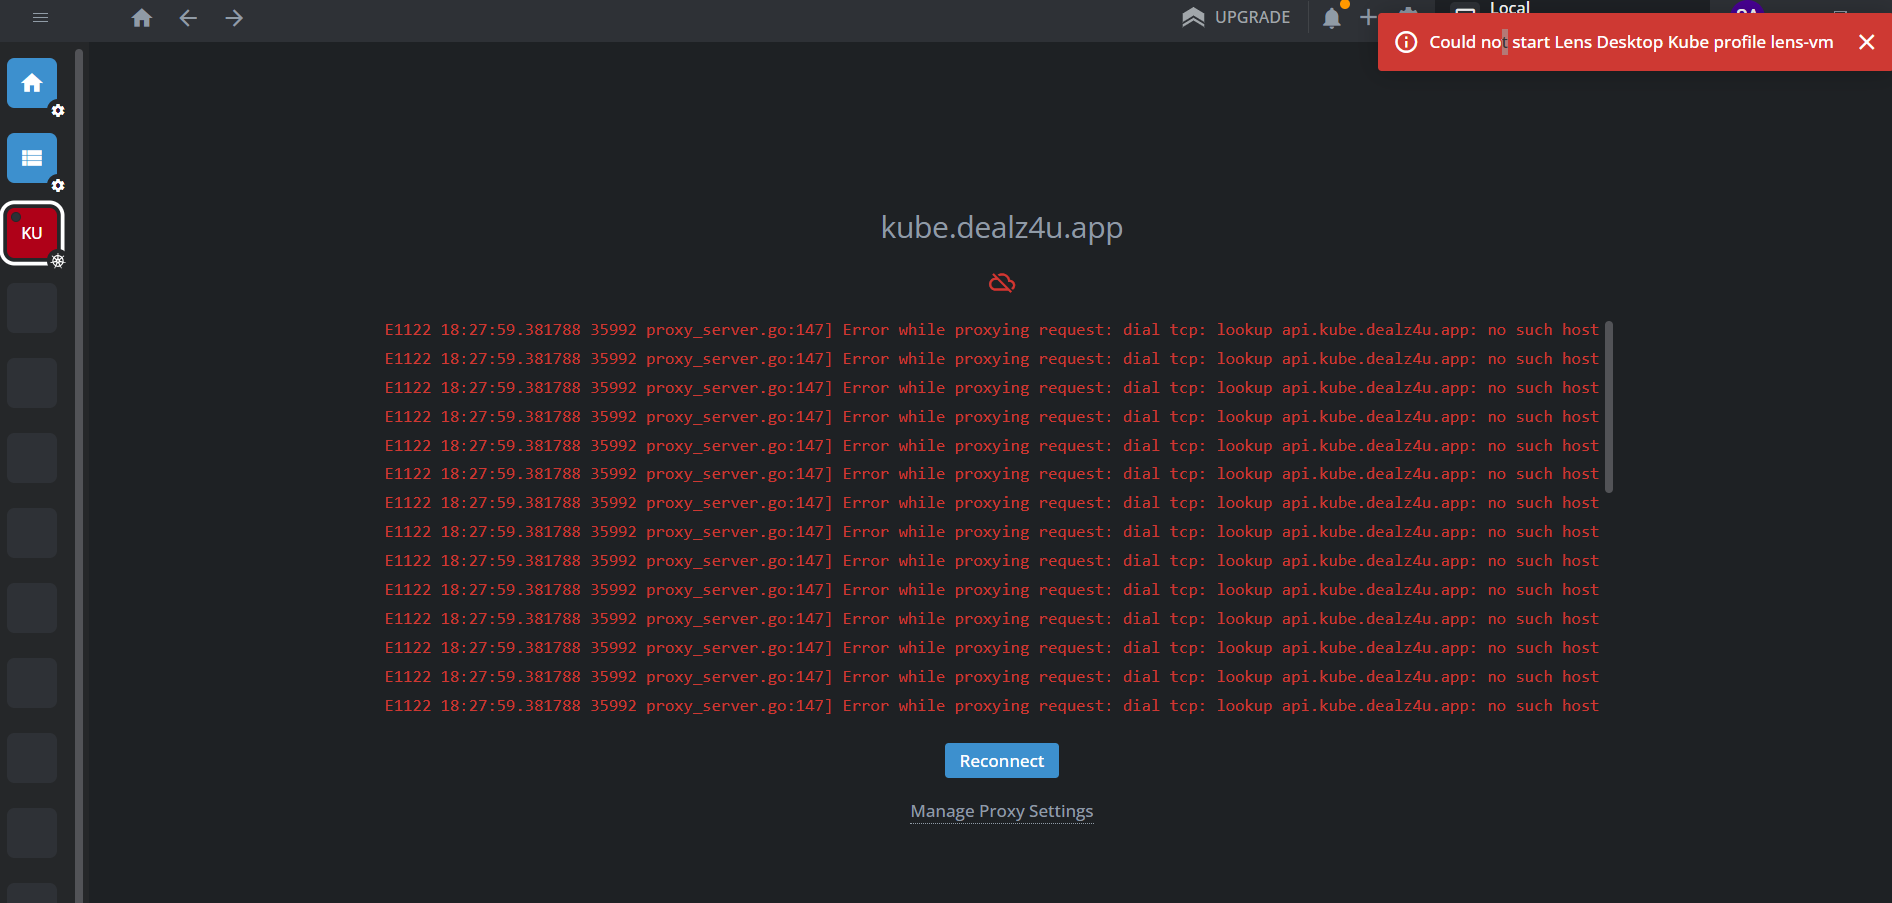 UPGRADE
Local
Could not start Lens Desktop Kube profile lens-vm
KU
kube.dealz4u.app
E1122 18:27:59.381788 35992 proxy_server.go:147] Error while proxying request: dial tcp: lookup api.kube.dealz4u.app: no such host
E1122 18:27:59.381788 35992 proxy_server.go:147] Error while proxying request: dial tcp: lookup api.kube.dealz4u.app: no such host
E1122 18:27:59.381788 35992 proxy_server.go:147] Error while proxying request: dial tcp: lookup api.kube.dealz4u.app: no such host
E1122 18:27:59.381788 35992 proxy_server.go:147] Error while proxying request: dial tcp: lookup api.kube.dealz4u.app: no such host
E1122 18:27:59.381788 35992 proxy_server.go:147] Error while proxying request: dial tcp: lookup api.kube.dealz4u.app: no such host
E1122 18:27:59.381788 35992 proxy_server.go:147] Error while proxying request: dial tcp: lookup api.kube.dealz4u.app: no such host
E1122 18:27:59.381788 35992 proxy_server.go:147] Error while proxying request: dial tcp: lookup api.kube.dealz4u.app: no such host
E1122 18:27:59.381788 35992 proxy_server.go:147] Error while proxying request: dial tcp: lookup api.kube.dealz4u.app: no such host
E1122 18:27:59.381788 35992 proxy_server.go:147] Error while proxying request: dial tcp: lookup api.kube.dealz4u.app: no such host
E1122 18:27:59.381788 35992 proxy_server.go:147] Error while proxying request: dial tcp: lookup api.kube.dealz4u.app: no such host
E1122 18:27:59.381788 35992 proxy_server.go:147] Error while proxying request: dial tcp: lookup api.kube.dealz4u.app: no such host
E1122 18:27:59.381788 35992 proxy_server.go:147] Error while proxying request: dial tcp: lookup api.kube.dealz4u.app: no such host
E1122 18:27:59.381788 35992 proxy_server.go:147] Error while proxying request: dial tcp: lookup api.kube.dealz4u.app: no such host
E1122 18:27:59.381788 35992 proxy_server.go:147] Error while proxying request: dial tcp: lookup api.kube.dealz4u.app: no such host
Reconnect
Manage Proxy Settings